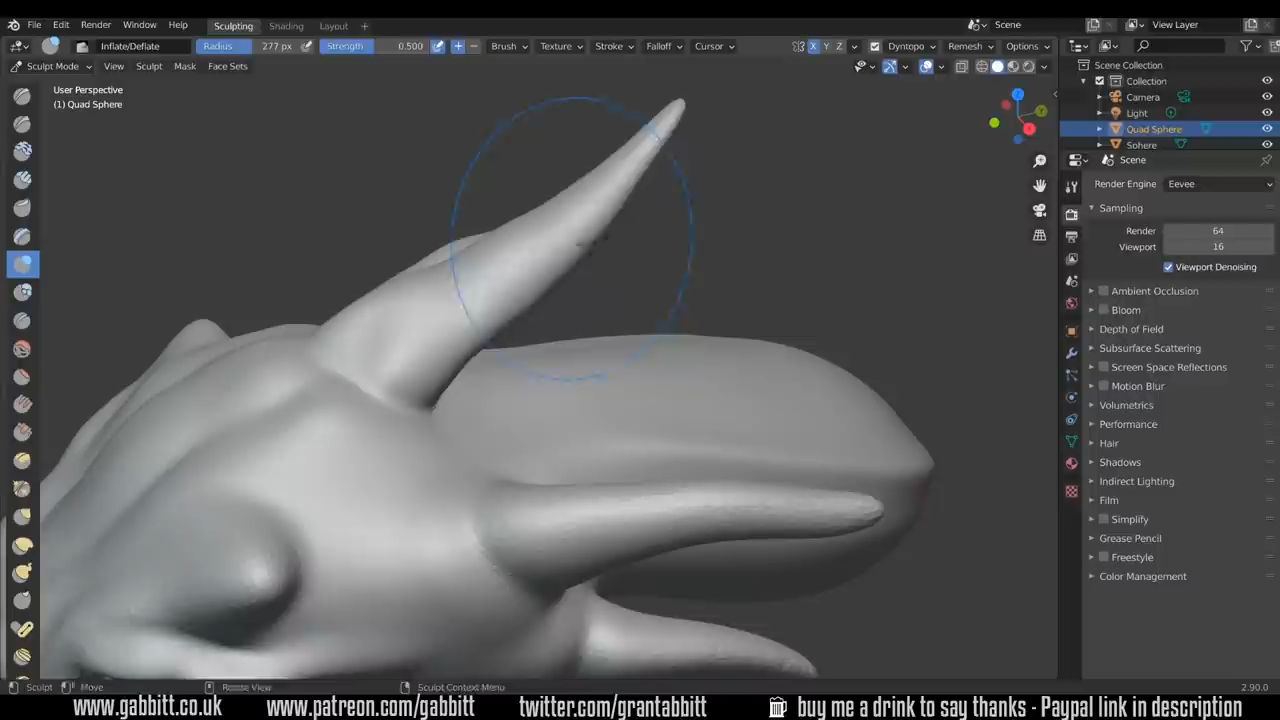 File Edit Render Window Help Sculpting Shading Layout + Scene View Layer
Inflate/Deflate Radius 277 px Strength 0.500 + − Brush Texture Stroke Falloff Cursor X Y Z Dyntopo Remesh Options
Sculpt Mode View Sculpt Mask Face Sets
User Perspective
(1) Quad Sphere
Z
Scene Collection
Collection
Camera
Light
Quad Sphere
Sphere
Scene
Render Engine Eevee
Sampling
Render 64
Viewport 16
Viewport Denoising
Ambient Occlusion
Bloom
Depth of Field
Subsurface Scattering
Screen Space Reflections
Motion Blur
Volumetrics
Performance
Hair
Shadows
Indirect Lighting
Film
Simplify
Grease Pencil
Freestyle
Color Management
Sculpt Move Rotate View Sculpt Context Menu 2.90.0
www.gabbitt.co.uk www.patreon.com/gabbitt twitter.com/grantabbitt buy me a drink to say thanks - Paypal link in description